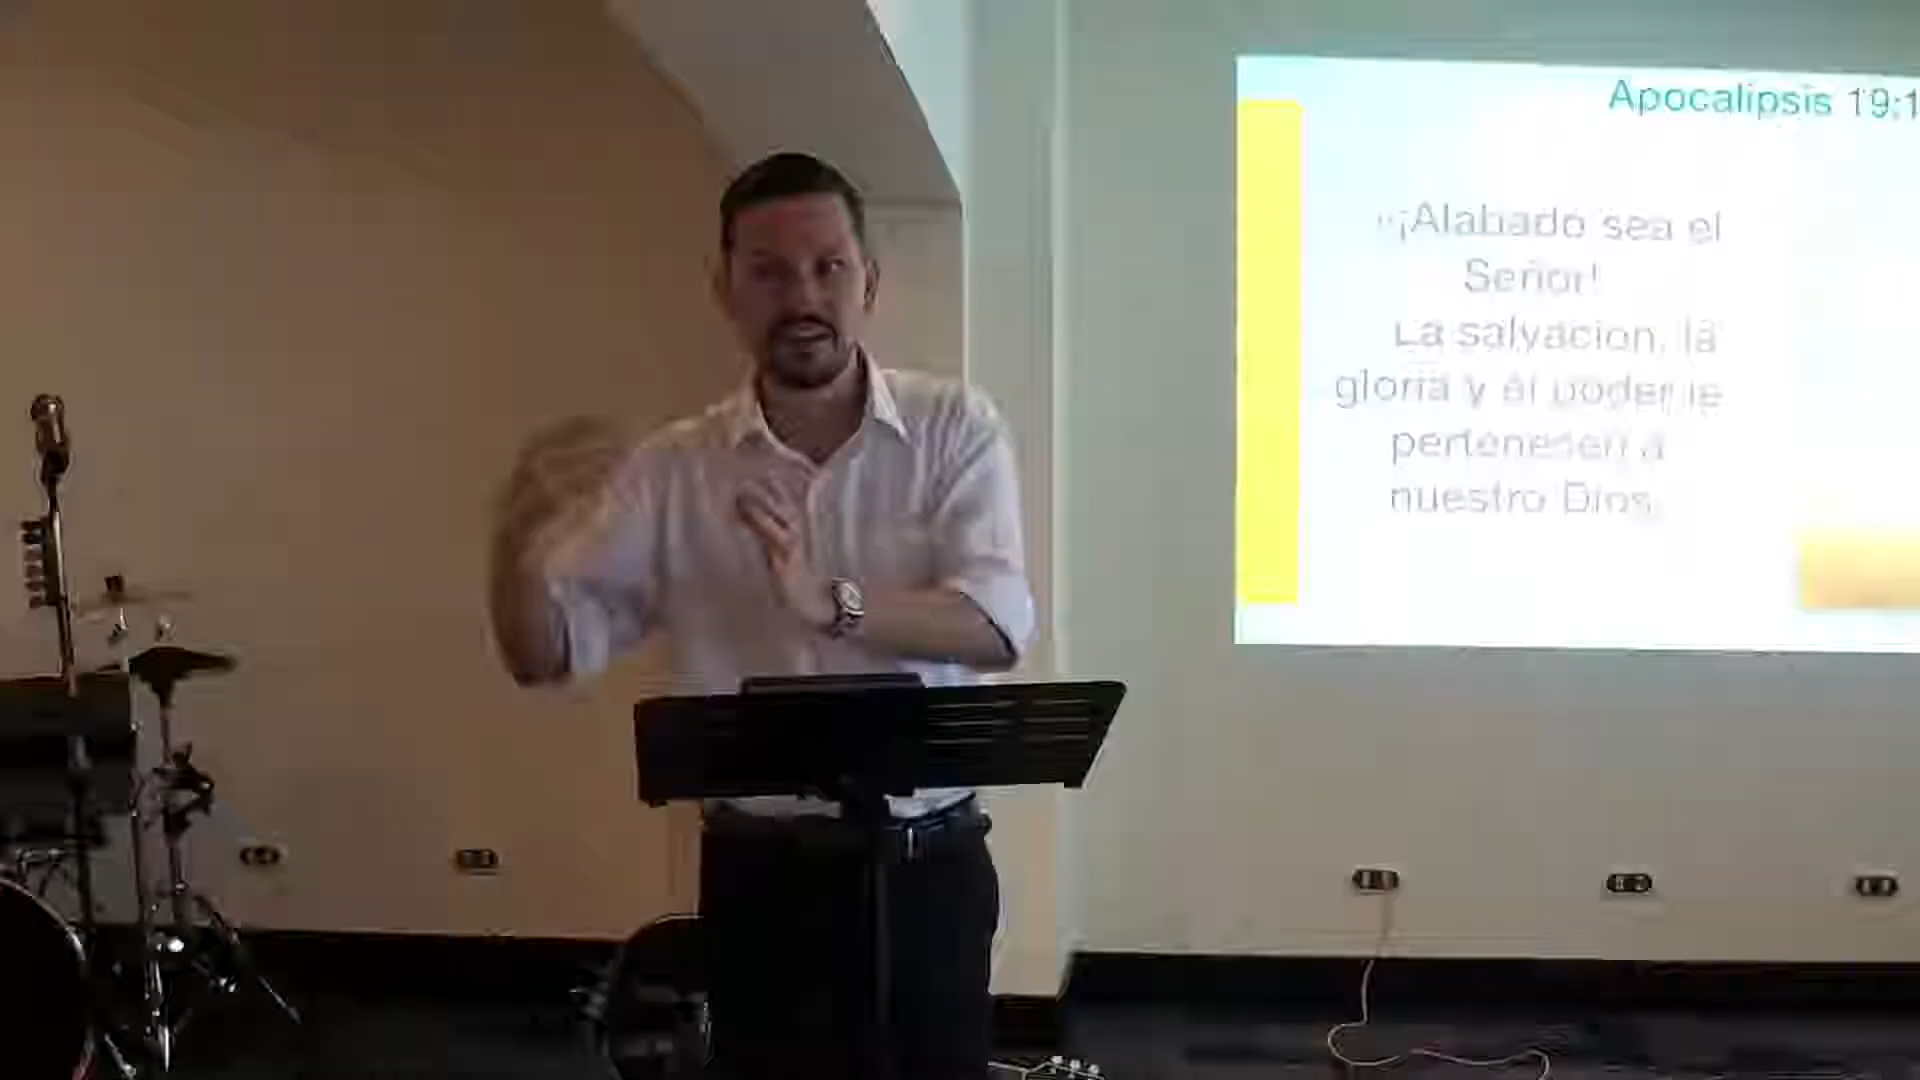 Apocalipsis 19:1
"¡Alabado sea el
Señor!
La salvación, la
gloria y el poder le
pertenecen a
nuestro Dios.